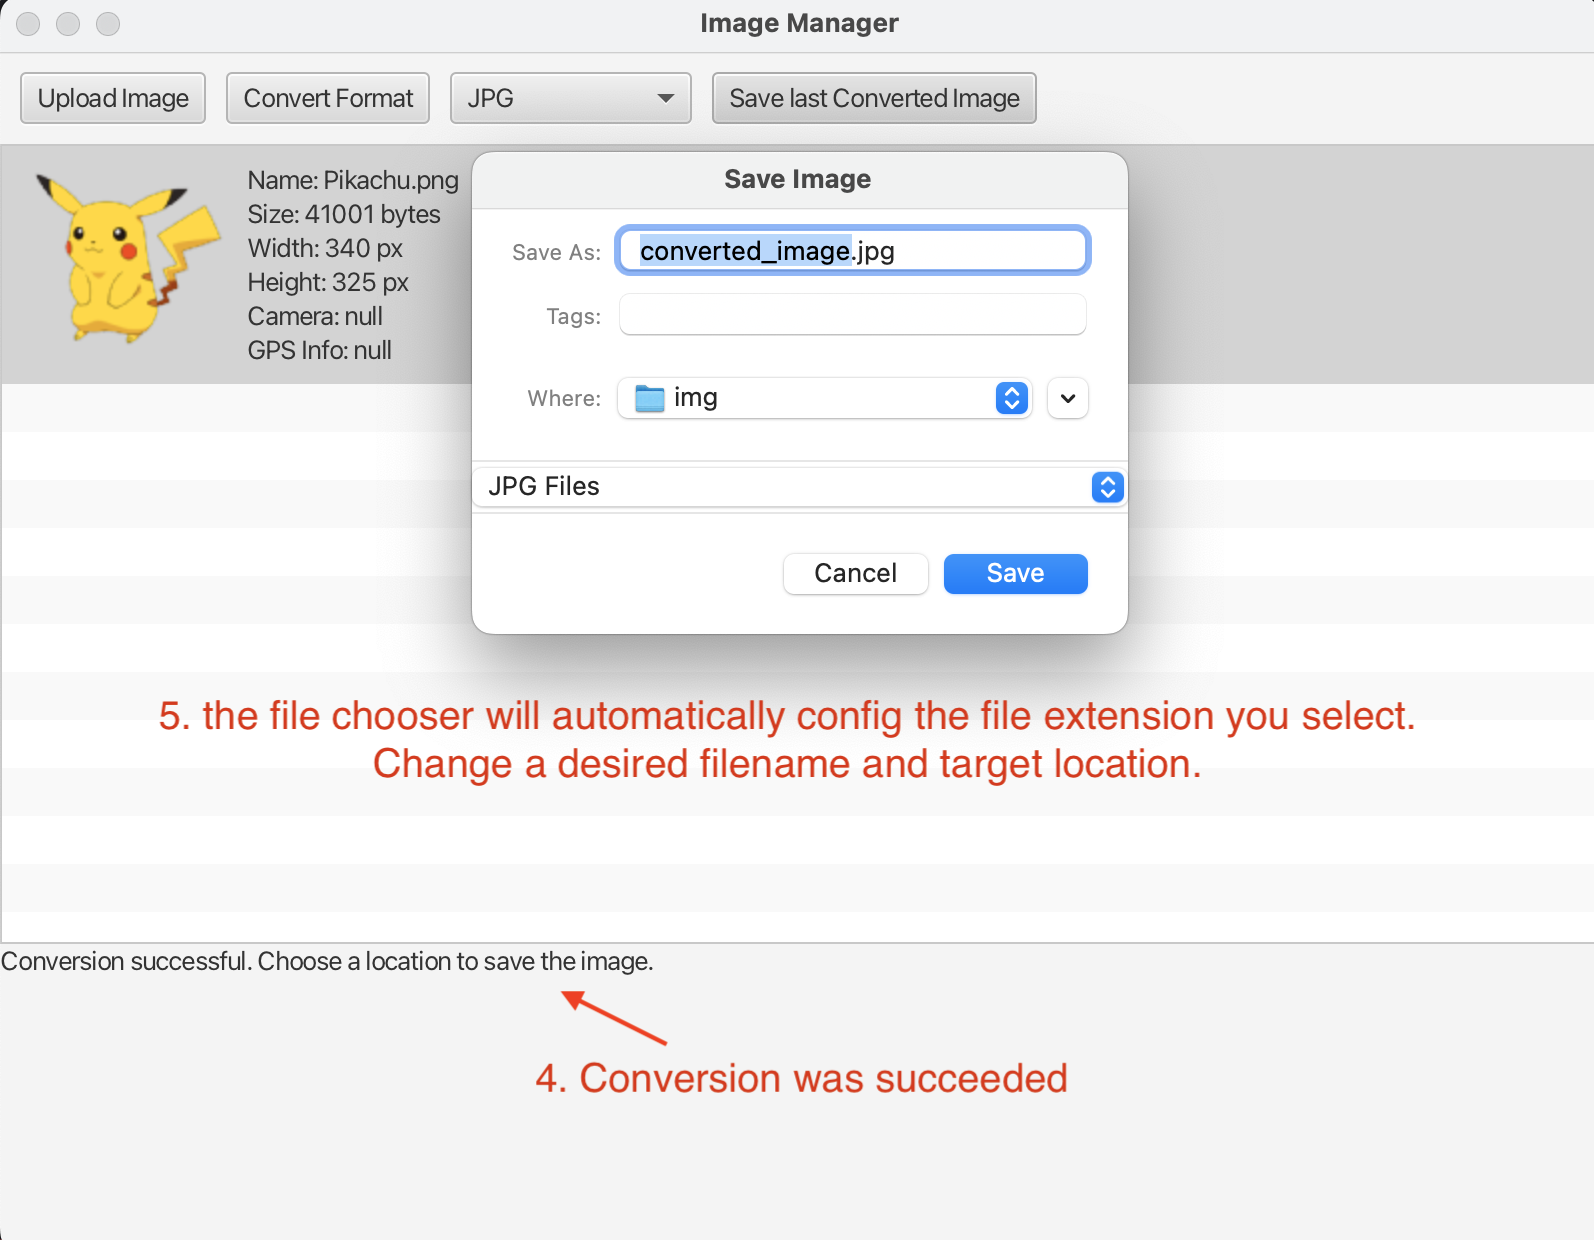 Image Manager
Upload Image
Convert Format
JPG
Save last Converted Image
Name: Pikachu.png
Size: 41001 bytes
Width: 340 px
Height: 325 px
Camera: null
GPS Info: null
Save Image
Save As:
converted_image.jpg
Tags:
Where:
img
JPG Files
Cancel
Save
5. the file chooser will automatically config the file extension you select.
Change a desired filename and target location.
Conversion successful. Choose a location to save the image.
4. Conversion was succeeded